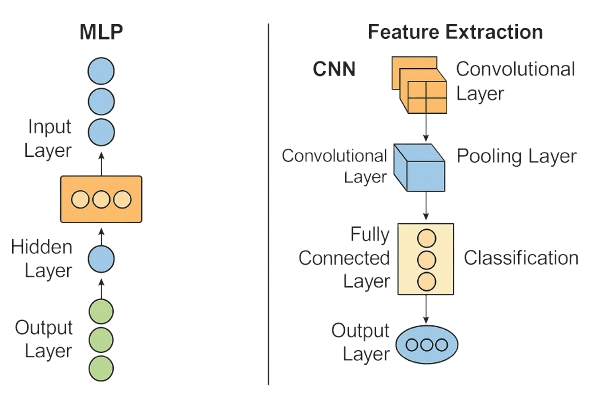 MLP
Input
Layer
Hidden
Layer
Output
Layer
Feature Extraction
CNN
Convolutional
Layer
Convolutional
Layer
Pooling Layer
Fully
Connected
Layer
Classification
Output
Layer